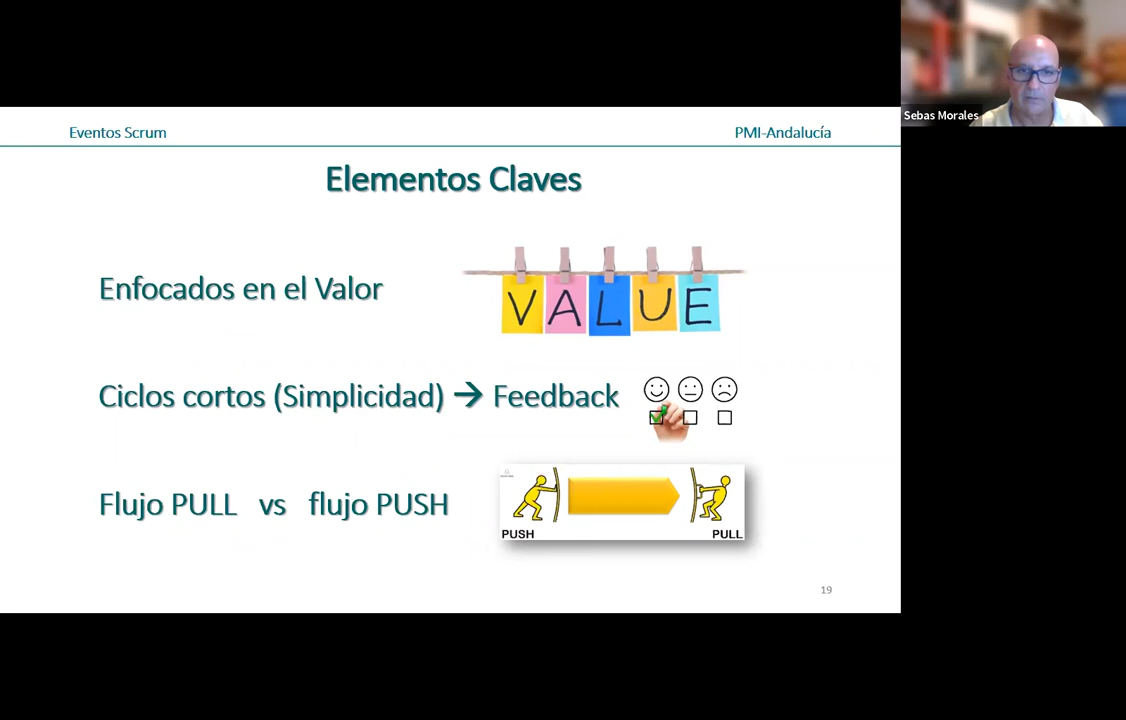 Eventos Scrum
PMI-Andalucía
Sebas Morales
Elementos Claves
Enfocados en el Valor
VALUE
Ciclos cortos (Simplicidad) → Feedback
Flujo PULL vs flujo PUSH
PUSH
PULL
19